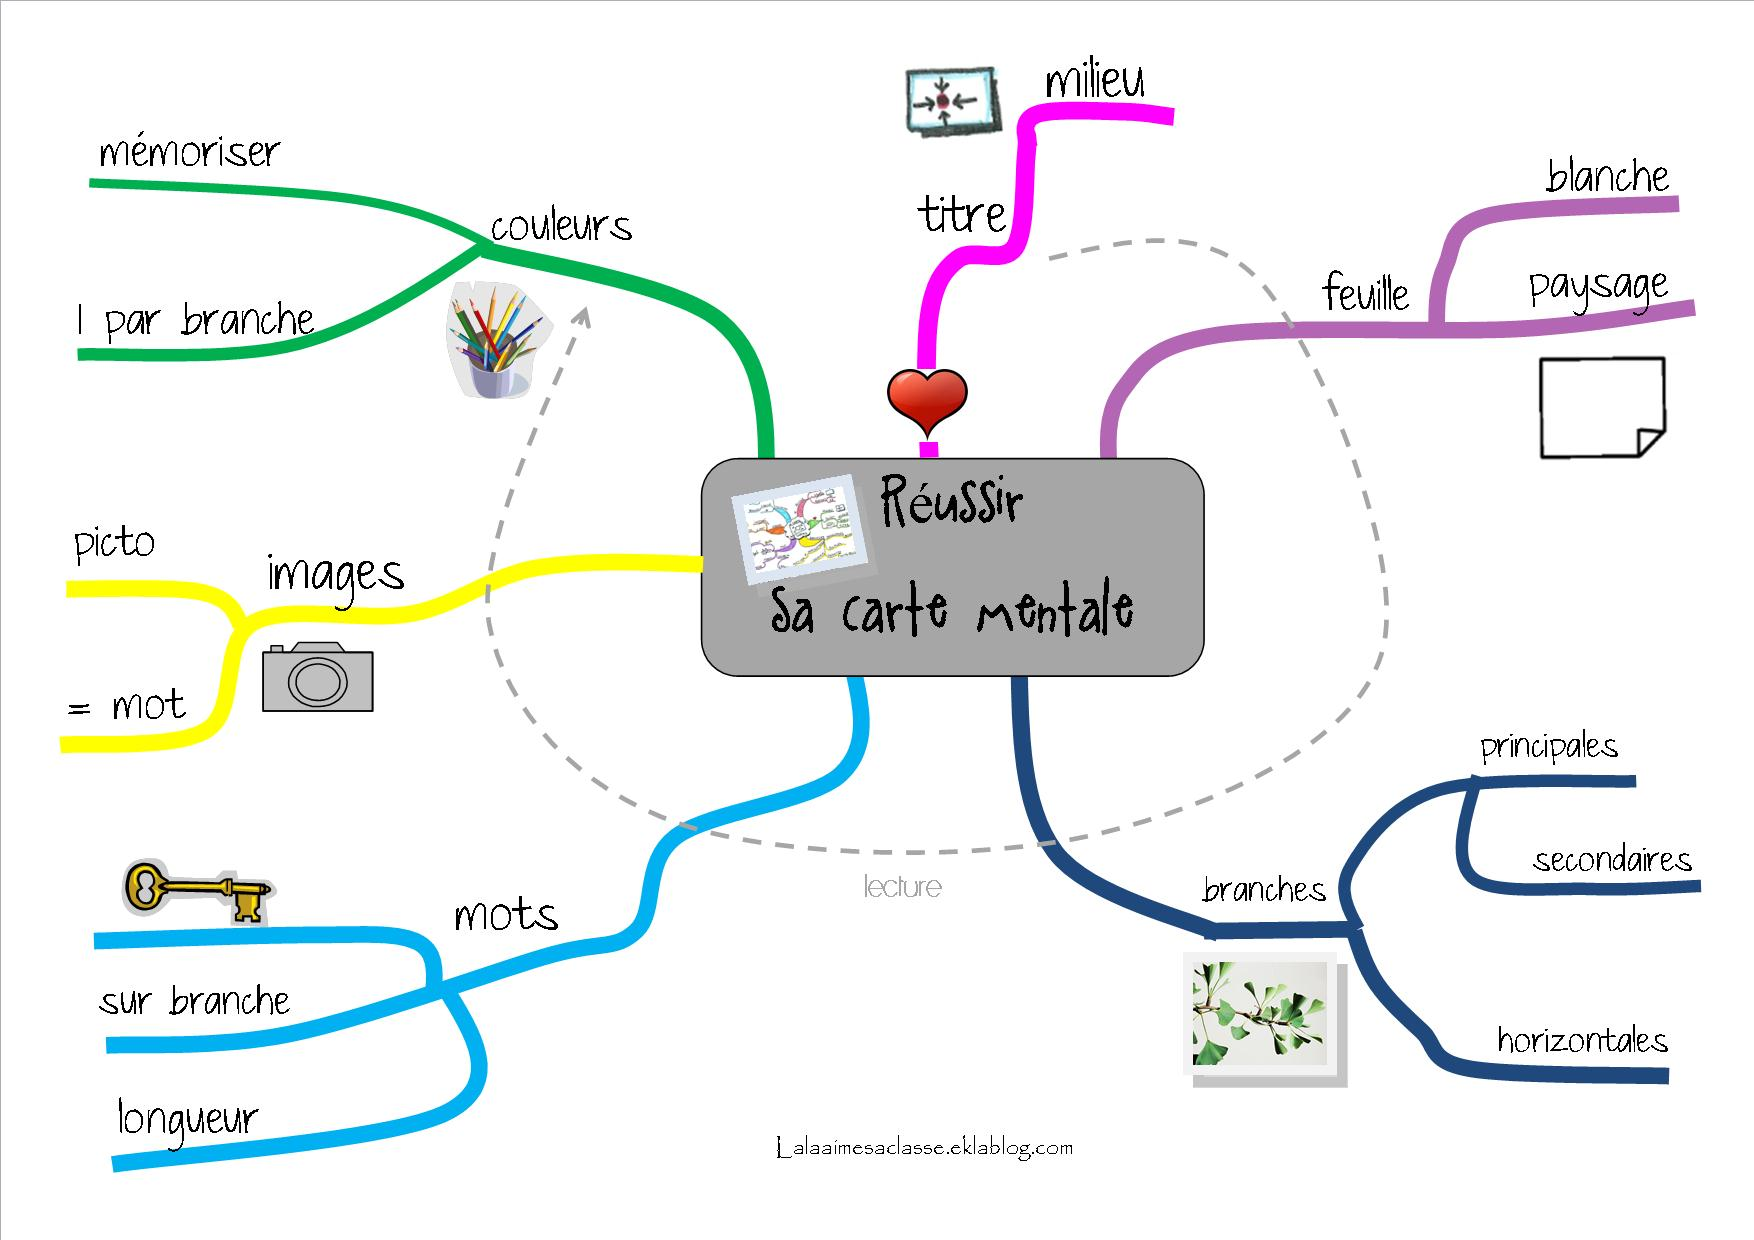 milieu
titre
blanche
feuille
paysage
principales
secondaires
branches
horizontales
mots
sur branche
longueur
images
picto
= mot
couleurs
mémoriser
1 par branche
Réussir
Sa carte mentale
lecture
Lalaaimesaclasse.eklablog.com